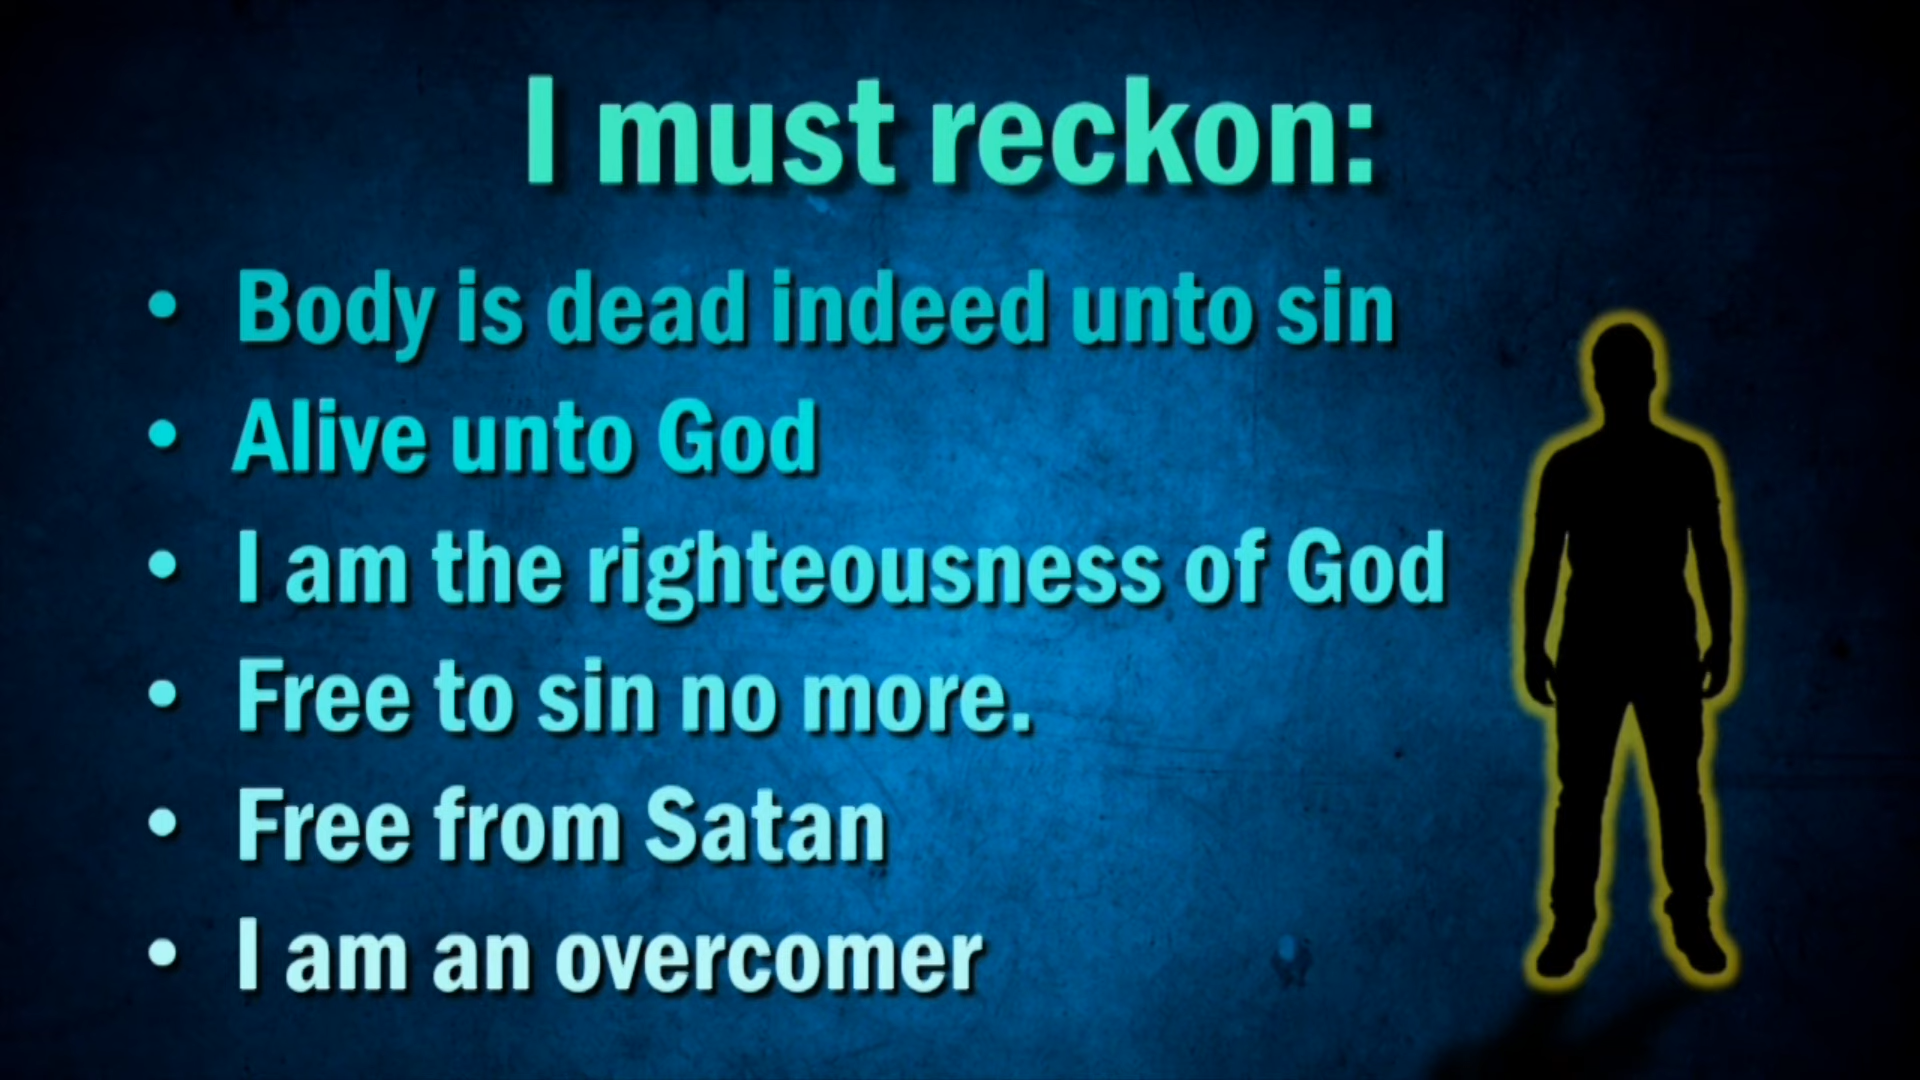 I must reckon:
• Body is dead indeed unto sin
• Alive unto God
• I am the righteousness of God
• Free to sin no more.
• Free from Satan
• I am an overcomer